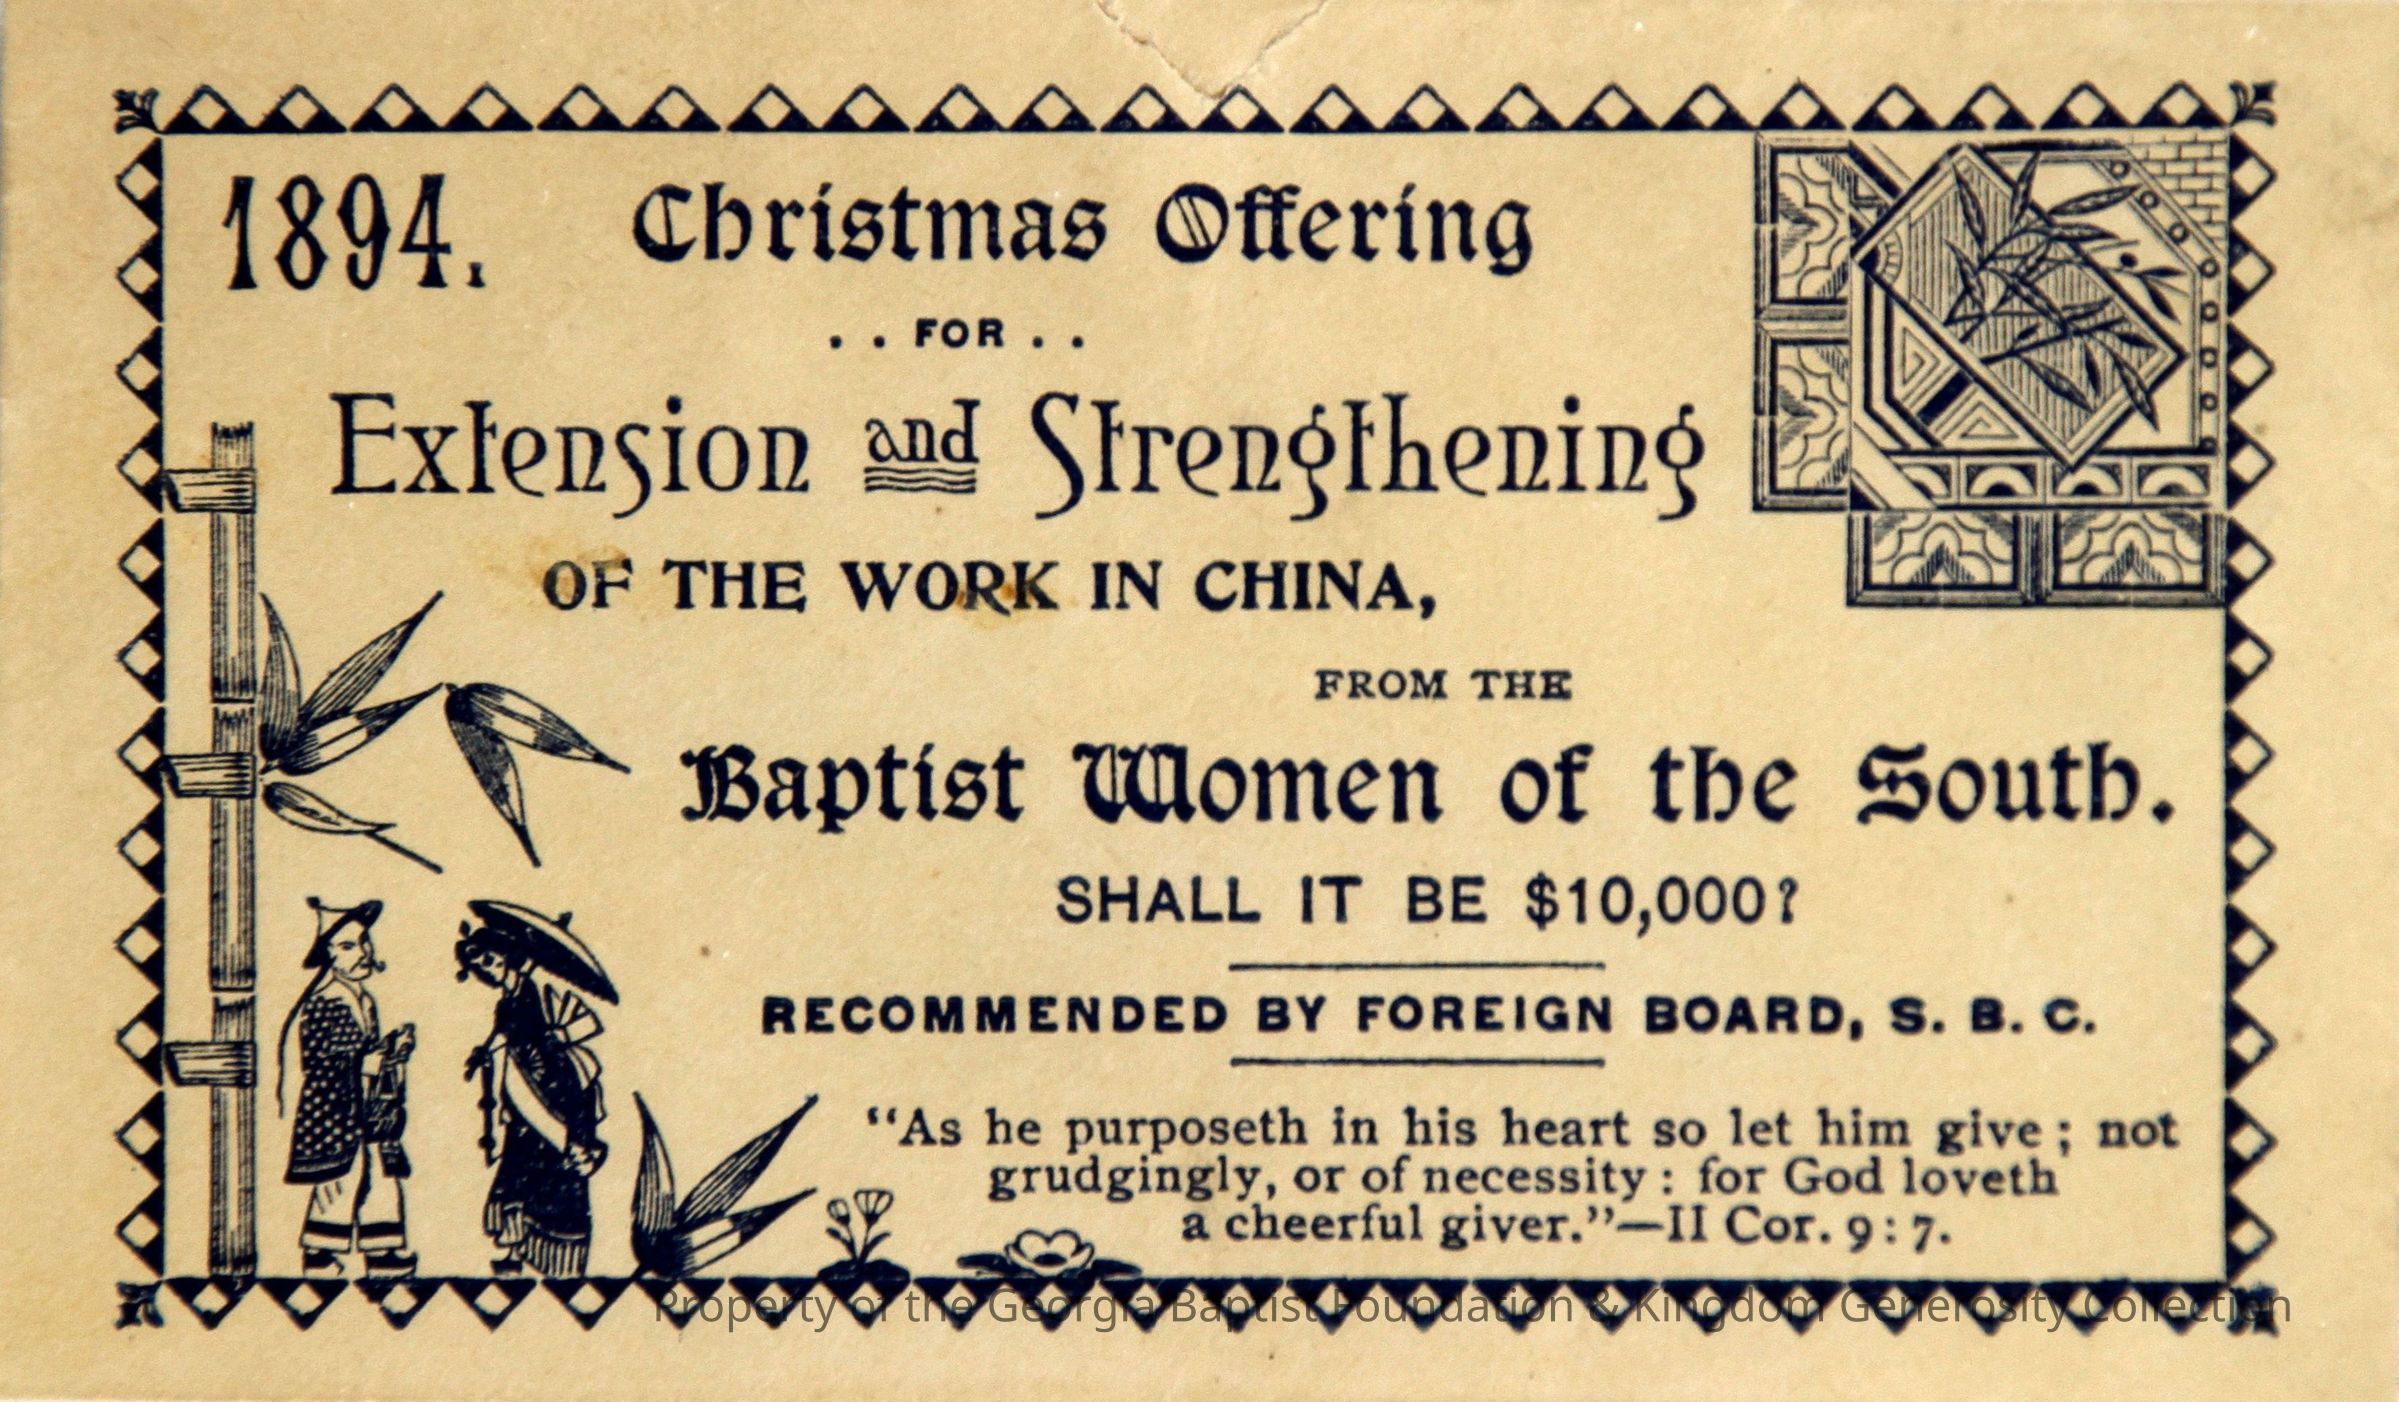 1894. Christmas Offering
. . FOR . .
Extension and Strengthening
OF THE WORK IN CHINA,
FROM THE
Baptist Women of the South.
SHALL IT BE $10,000?
RECOMMENDED BY FOREIGN BOARD, S. B. C.
“As he purposeth in his heart so let him give ; not
grudgingly, or of necessity : for God loveth
a cheerful giver.”—II Cor. 9 : 7.
Property of the Georgia Baptist Foundation & Kingdom Generosity Collection